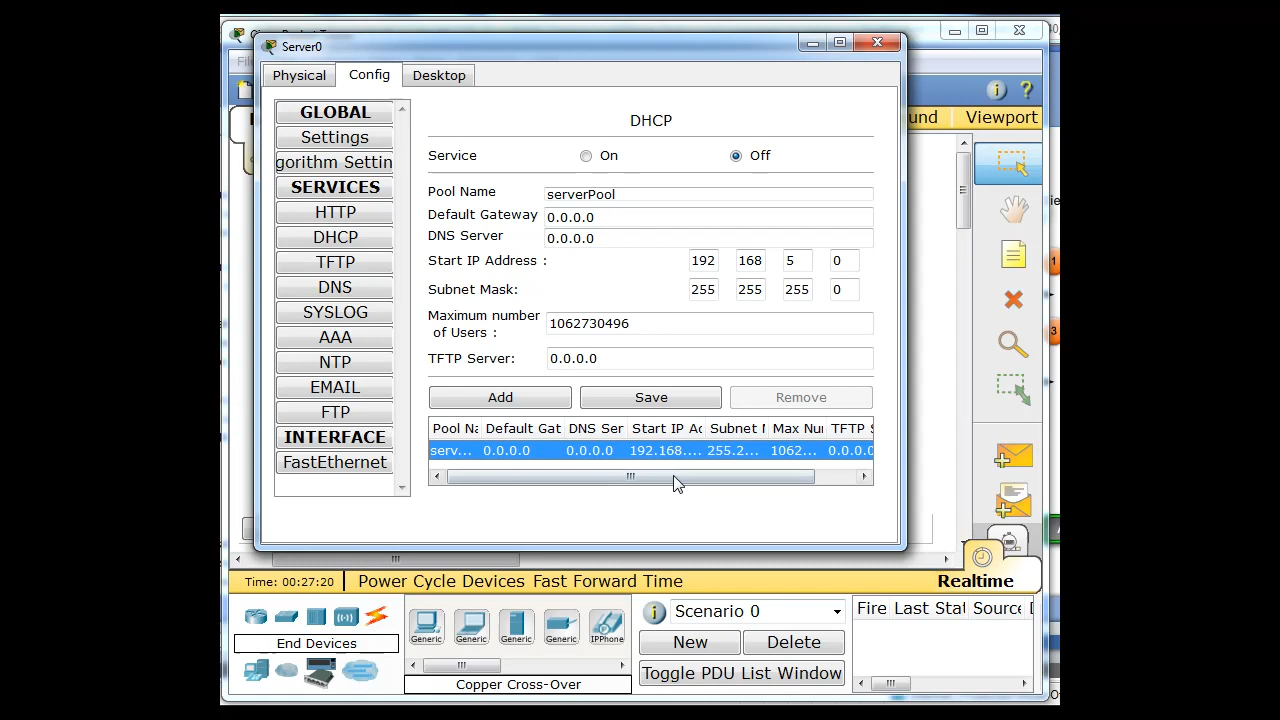 Server0
Physical
Config
Desktop
GLOBAL
Settings
gorithm Settin
SERVICES
HTTP
DHCP
TFTP
DNS
SYSLOG
AAA
NTP
EMAIL
FTP
INTERFACE
FastEthernet
DHCP
Service On Off
Pool Name serverPool
Default Gateway 0.0.0.0
DNS Server 0.0.0.0
Start IP Address : 192 168 5 0
Subnet Mask: 255 255 255 0
Maximum number
of Users : 1062730496
TFTP Server: 0.0.0.0
Add Save Remove
Pool Na Default Gat DNS Ser Start IP Ac Subnet M Max Nur TFTP S
serv... 0.0.0.0 0.0.0.0 192.168.... 255.2... 1062... 0.0.0.0
und Viewport
Time: 00:27:20 Power Cycle Devices Fast Forward Time Realtime
End Devices
Generic Generic Generic Generic IPPhone
Copper Cross-Over
Scenario 0
New Delete
Toggle PDU List Window
Fire Last Stat Source